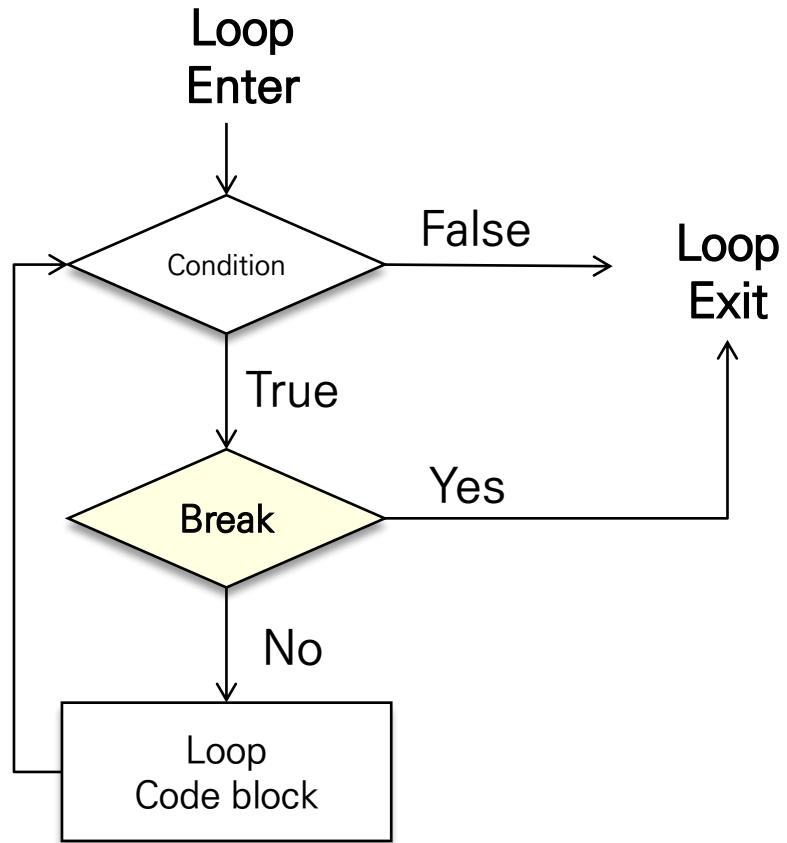 Loop
Enter
Condition
False
Loop
Exit
True
Break
Yes
No
Loop
Code block